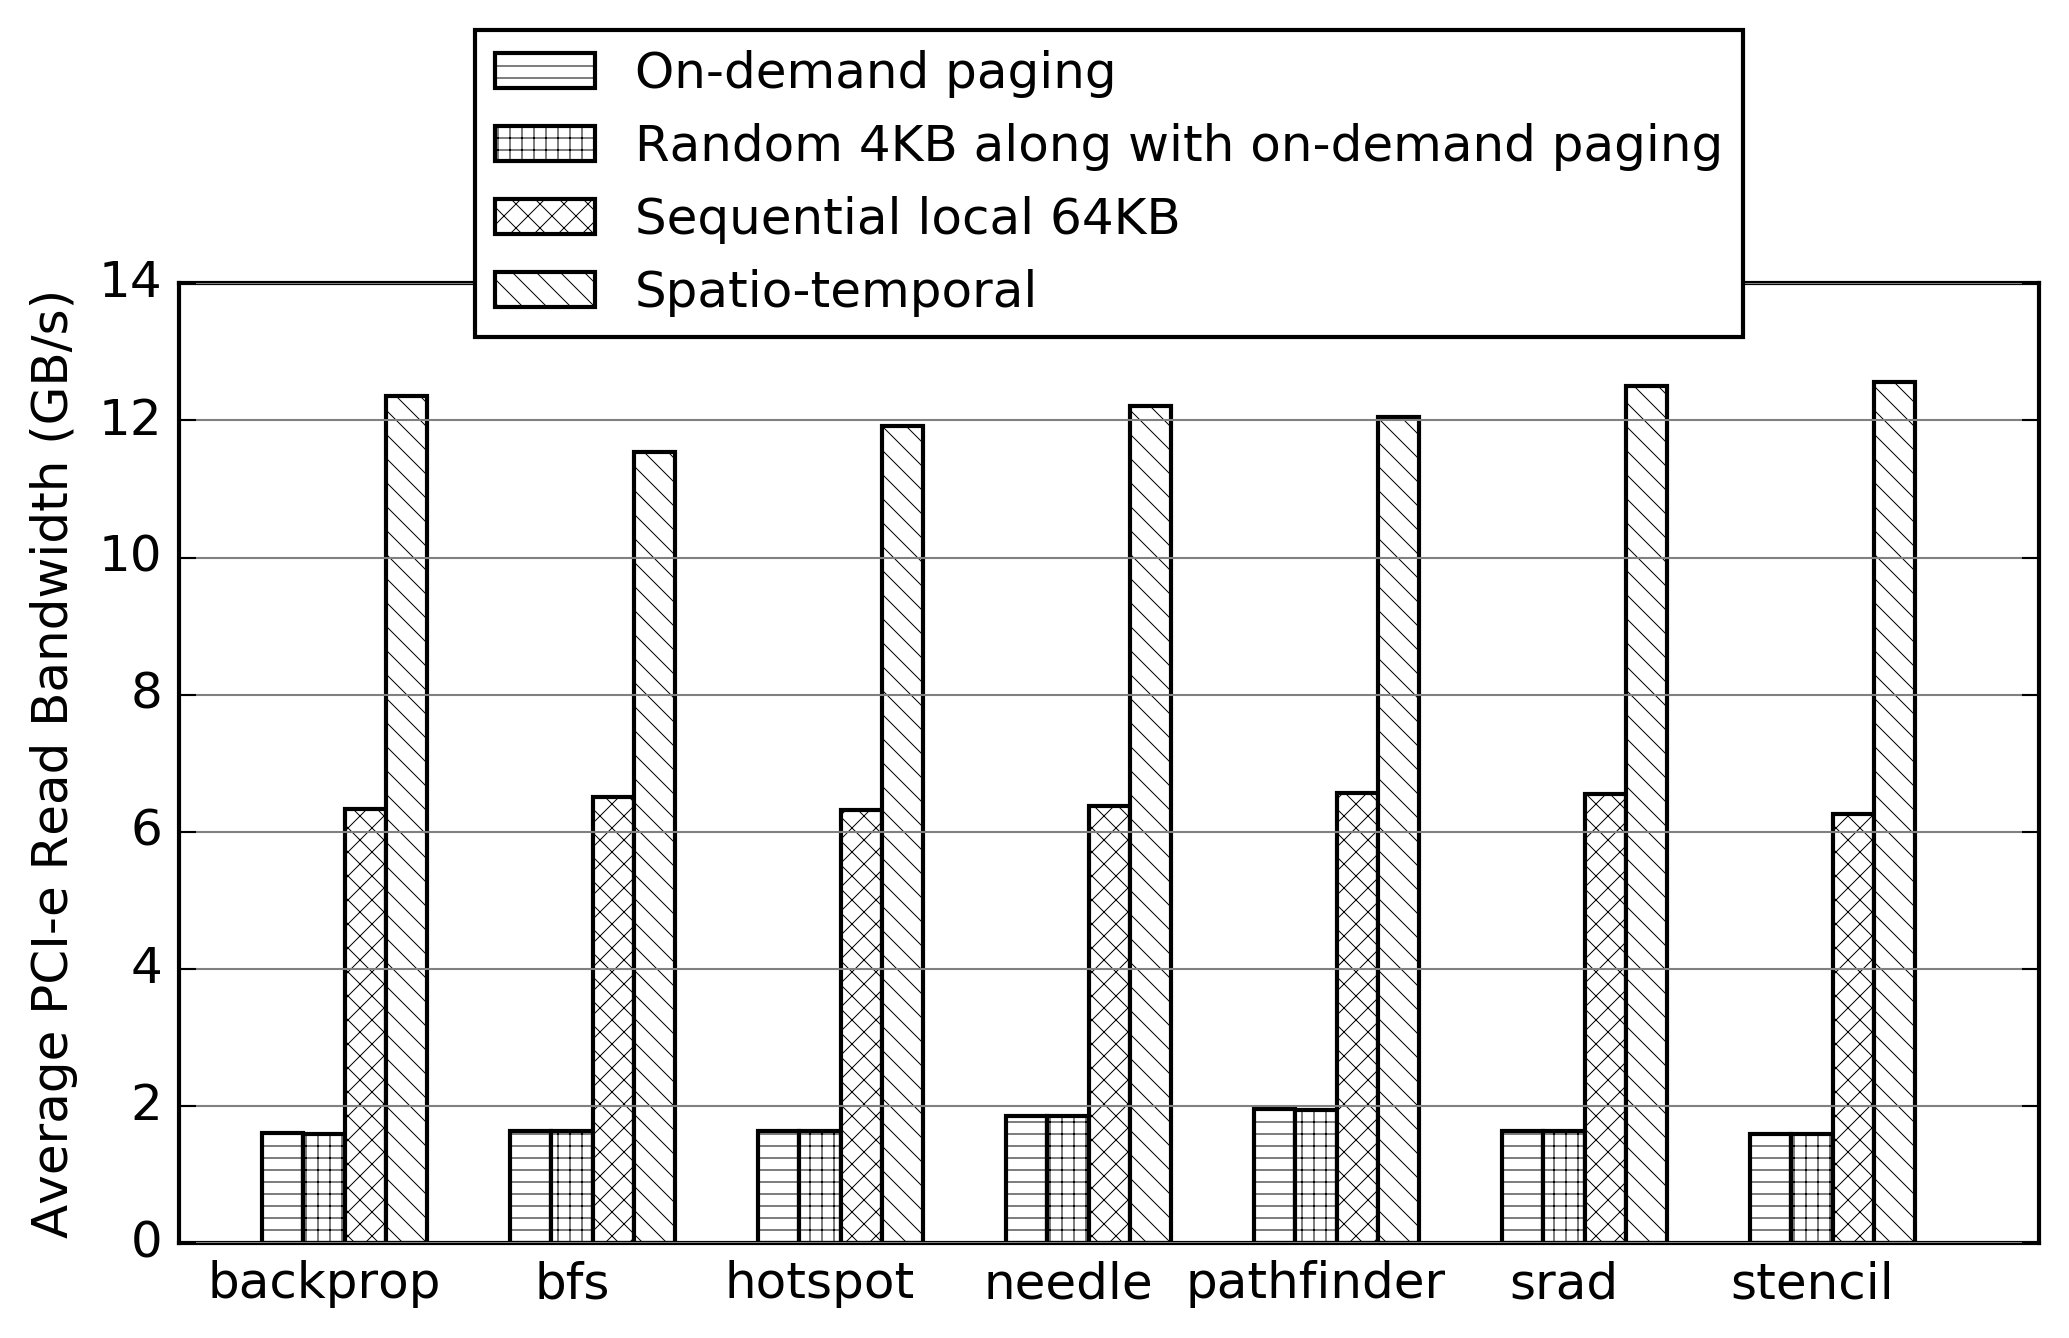 On-demand paging
Random 4KB along with on-demand paging
Sequential local 64KB
Spatio-temporal
Average PCI-e Read Bandwidth (GB/s)
14
12
10
8
6
4
2
0
backprop bfs hotspot needle pathfinder srad stencil